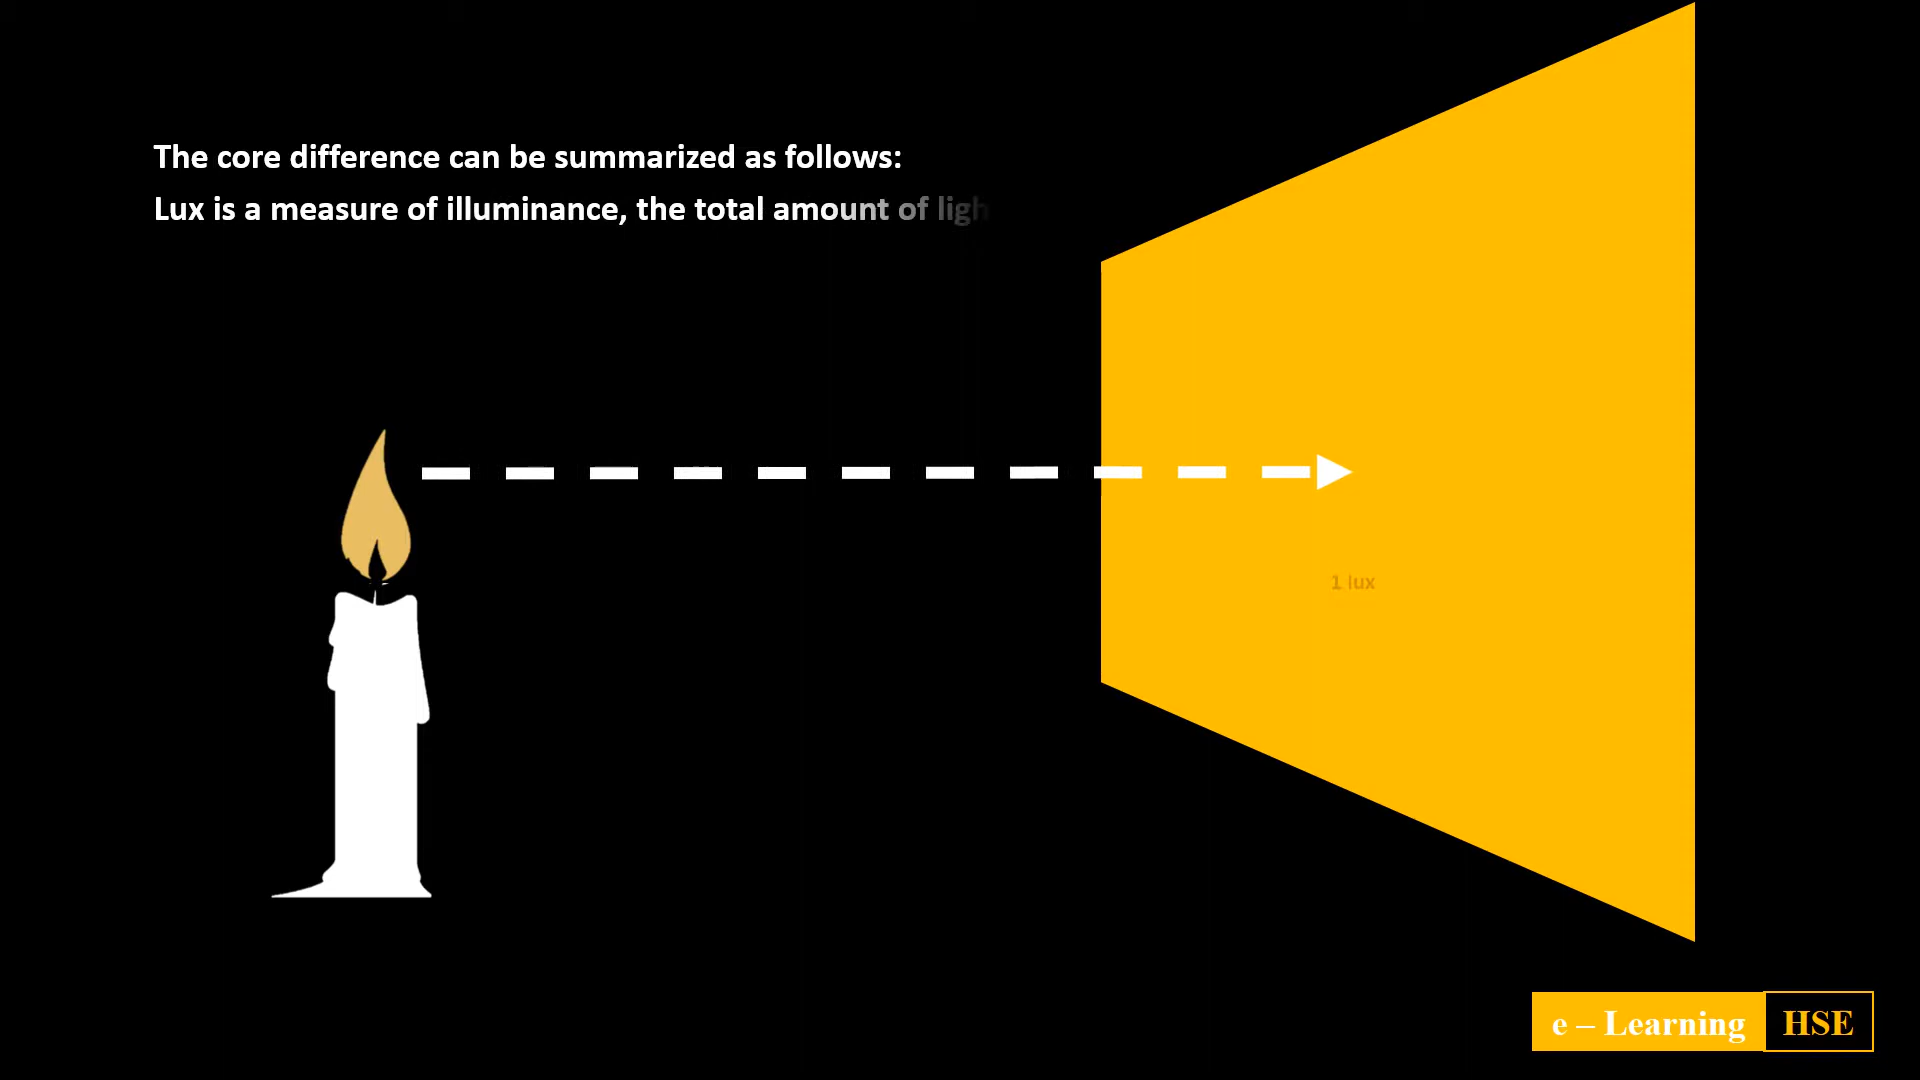 The core difference can be summarized as follows:
Lux is a measure of illuminance, the total amount of ligh
1 lux
e – Learning HSE